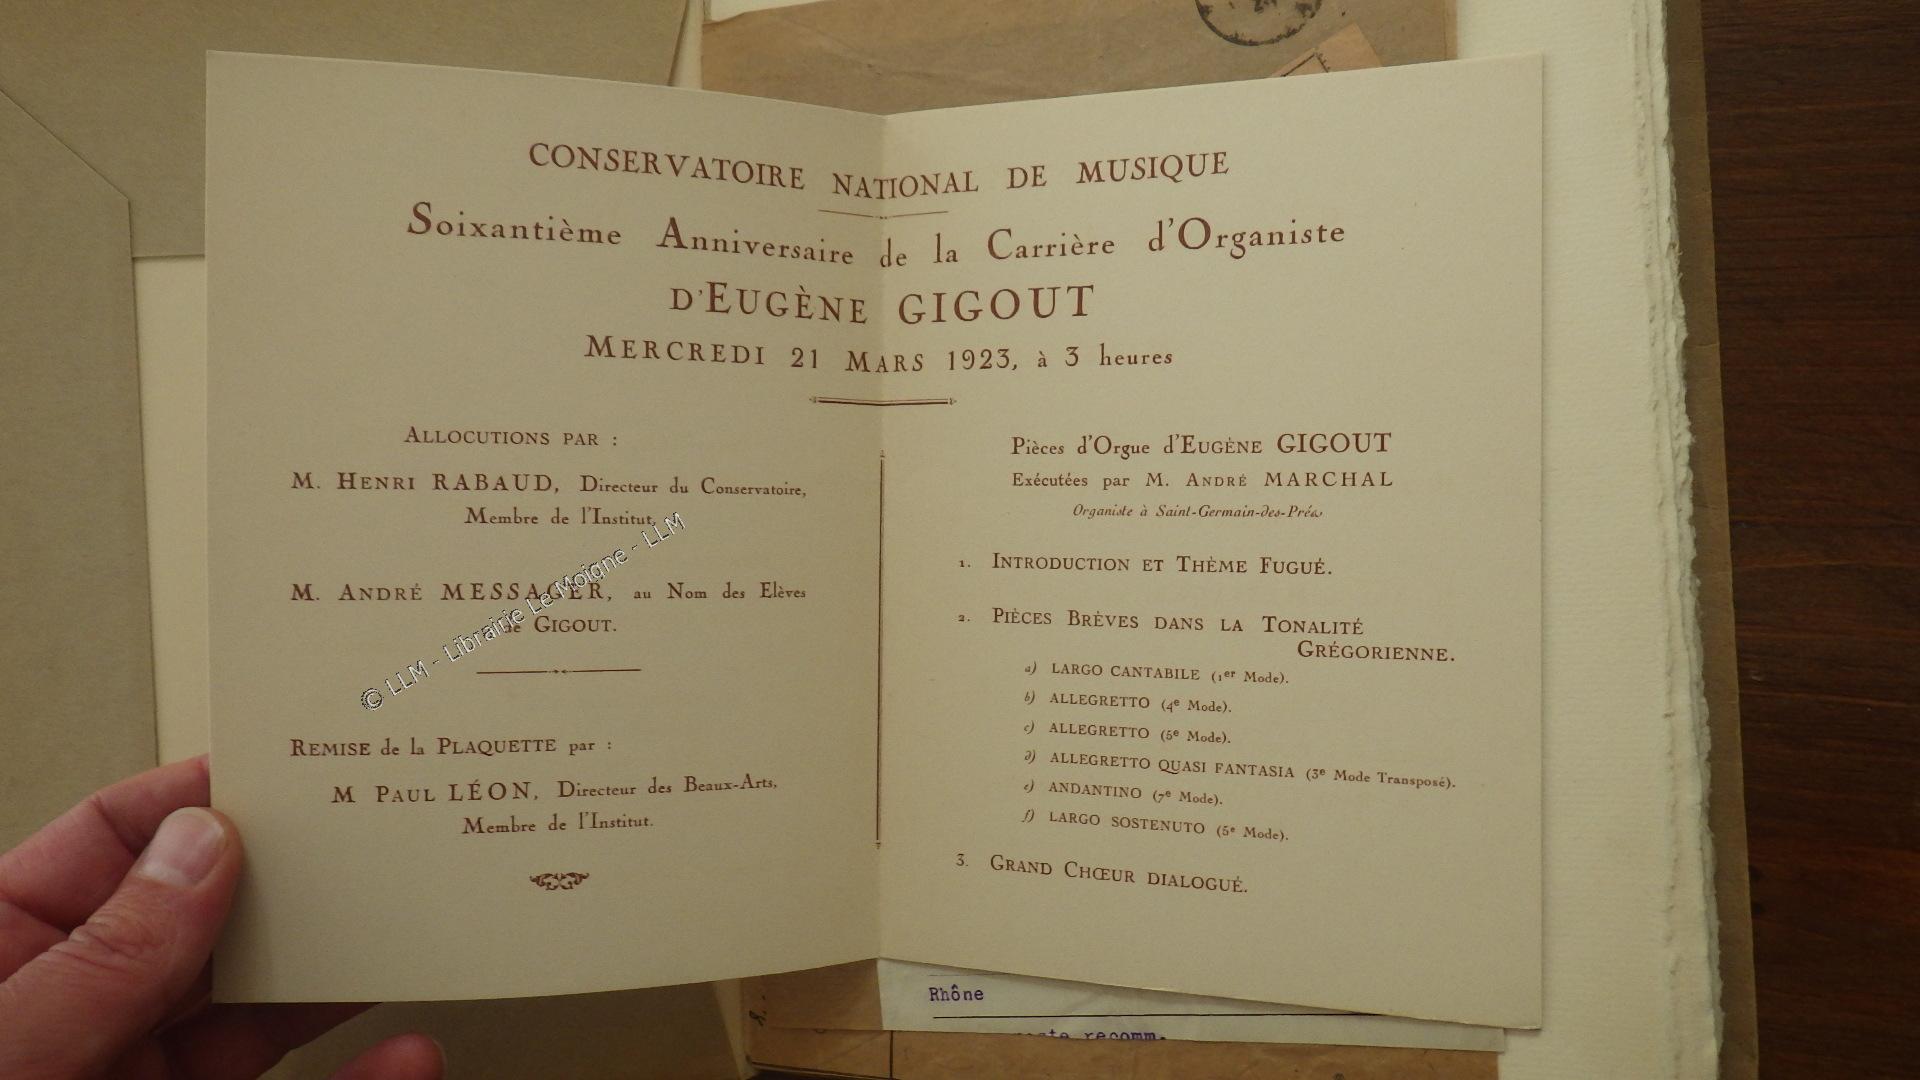 CONSERVATOIRE NATIONAL DE MUSIQUE
Soixantième Anniversaire de la Carrière d'Organiste
D'EUGÈNE GIGOUT
MERCREDI 21 MARS 1923, à 3 heures
ALLOCUTIONS PAR :
M. HENRI RABAUD, Directeur du Conservatoire,
Membre de l'Institut.
M. ANDRÉ MESSAGER, au Nom des Elèves
de GIGOUT.
REMISE de la PLAQUETTE par :
M PAUL LÉON, Directeur des Beaux-Arts,
Membre de l'Institut.
Pièces d'Orgue d'EUGÈNE GIGOUT
Exécutées par M. ANDRÉ MARCHAL
Organiste à Saint-Germain-des-Prés
1. INTRODUCTION ET THÈME FUGUÉ.
2. PIÈCES BRÈVES DANS LA TONALITÉ
GRÉGORIENNE.
a) LARGO CANTABILE (1er Mode).
b) ALLEGRETTO (4e Mode).
c) ALLEGRETTO (5e Mode).
d) ALLEGRETTO QUASI FANTASIA (3e Mode Transposé).
e) ANDANTINO (7e Mode).
f) LARGO SOSTENUTO (5e Mode).
3. GRAND CHŒUR DIALOGUÉ.
© LLM - Librairie Le Moigne - LLM
Rhône
recomm.